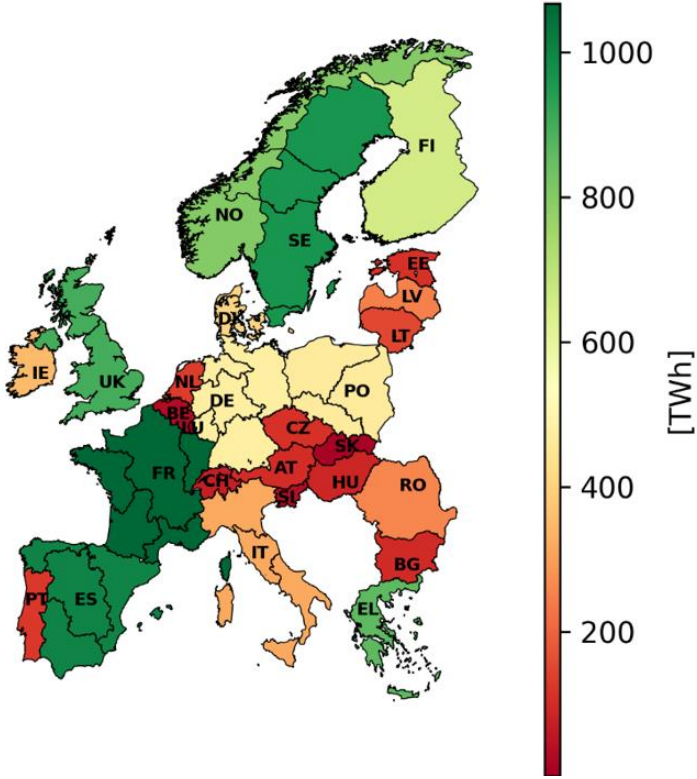 1000
FI
800
NO
SE
EE
LV
DK
LT
600
IE
UK
NL
DE
PO
[TWh]
BE
LU
CZ
SK
FR
AT
CH
HU
RO
400
SI
IT
BG
PT
ES
EL
200